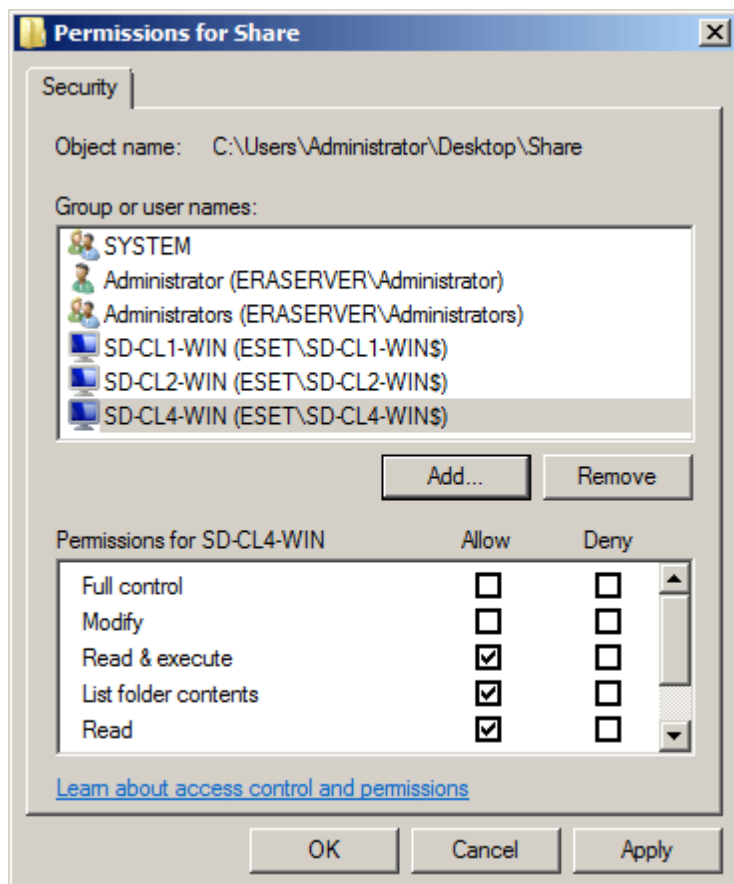 Permissions for Share
Security
Object name: C:\Users\Administrator\Desktop\Share
Group or user names:
SYSTEM
Administrator (ERASERVER\Administrator)
Administrators (ERASERVER\Administrators)
SD-CL1-WIN (ESET\SD-CL1-WIN$)
SD-CL2-WIN (ESET\SD-CL2-WIN$)
SD-CL4-WIN (ESET\SD-CL4-WIN$)
Add... Remove
Permissions for SD-CL4-WIN Allow Deny
Full control
Modify
Read & execute
List folder contents
Read
Learn about access control and permissions
OK Cancel Apply